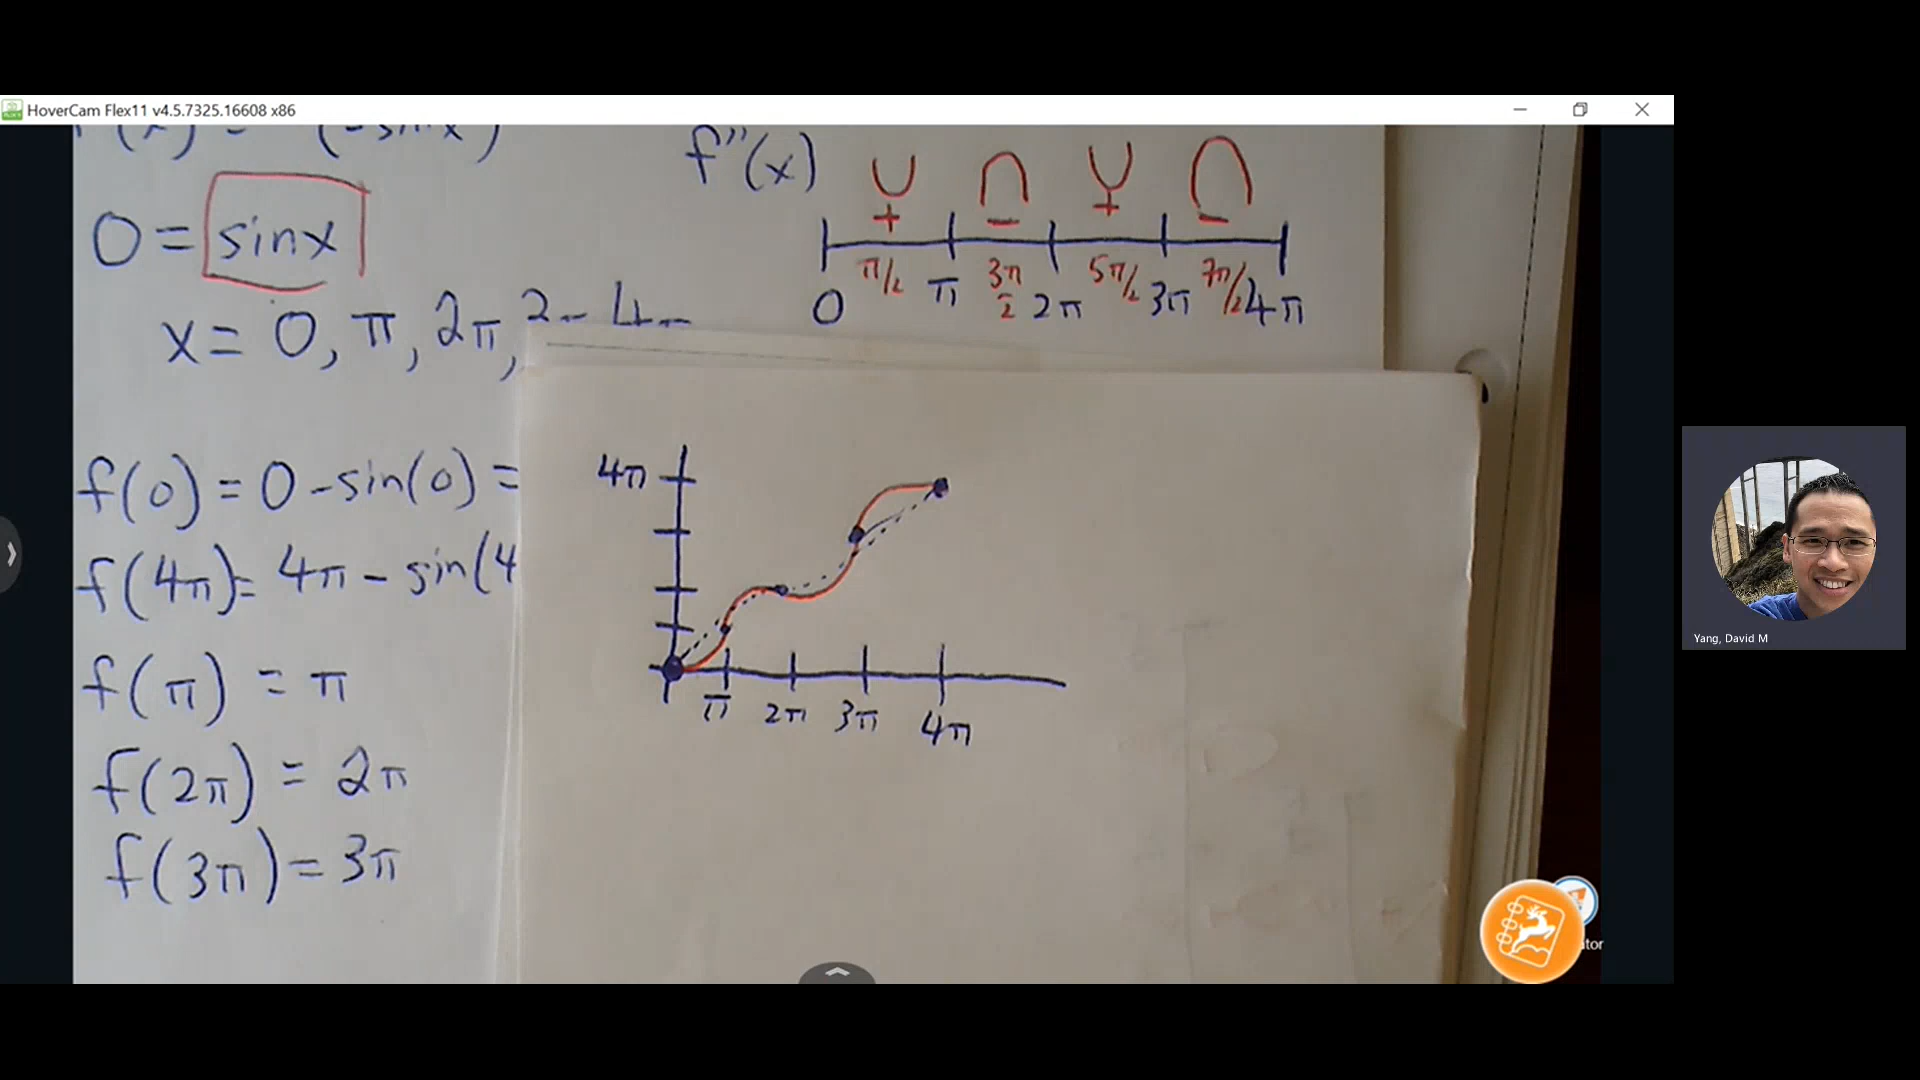 HoverCam Flex11 v4.5.7325.16608 x86
0 = sinx
x = 0, π, 2π,
f(0) = 0 - sin(0) =
f(4π) = 4π - sin(4
f(π) = π
f(2π) = 2π
f(3π) = 3π
f''(x)
+ - + -
π/2 3π/2 5π/2 7π/2
0 π 2π 3π 4π
4π
π 2π 3π 4π
Yang, David M
ator